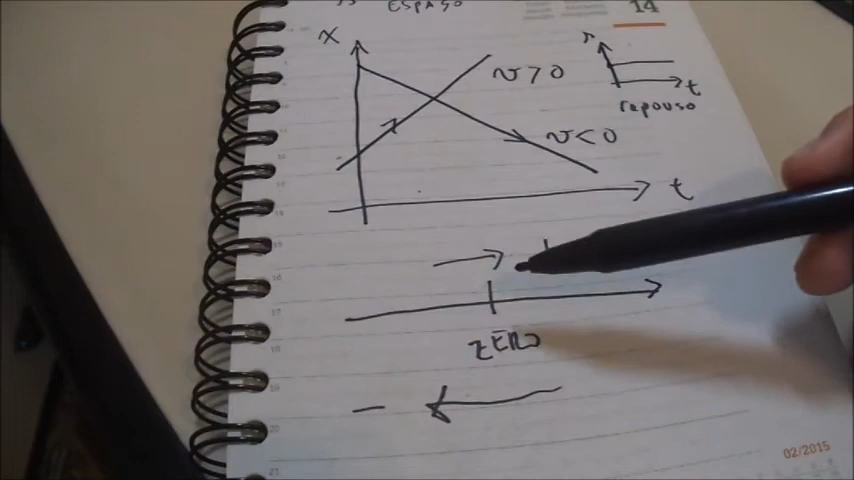 ESPAÇO
14
x
v > 0
t
repouso
v < 0
t
+
ZERO
−
02/2015